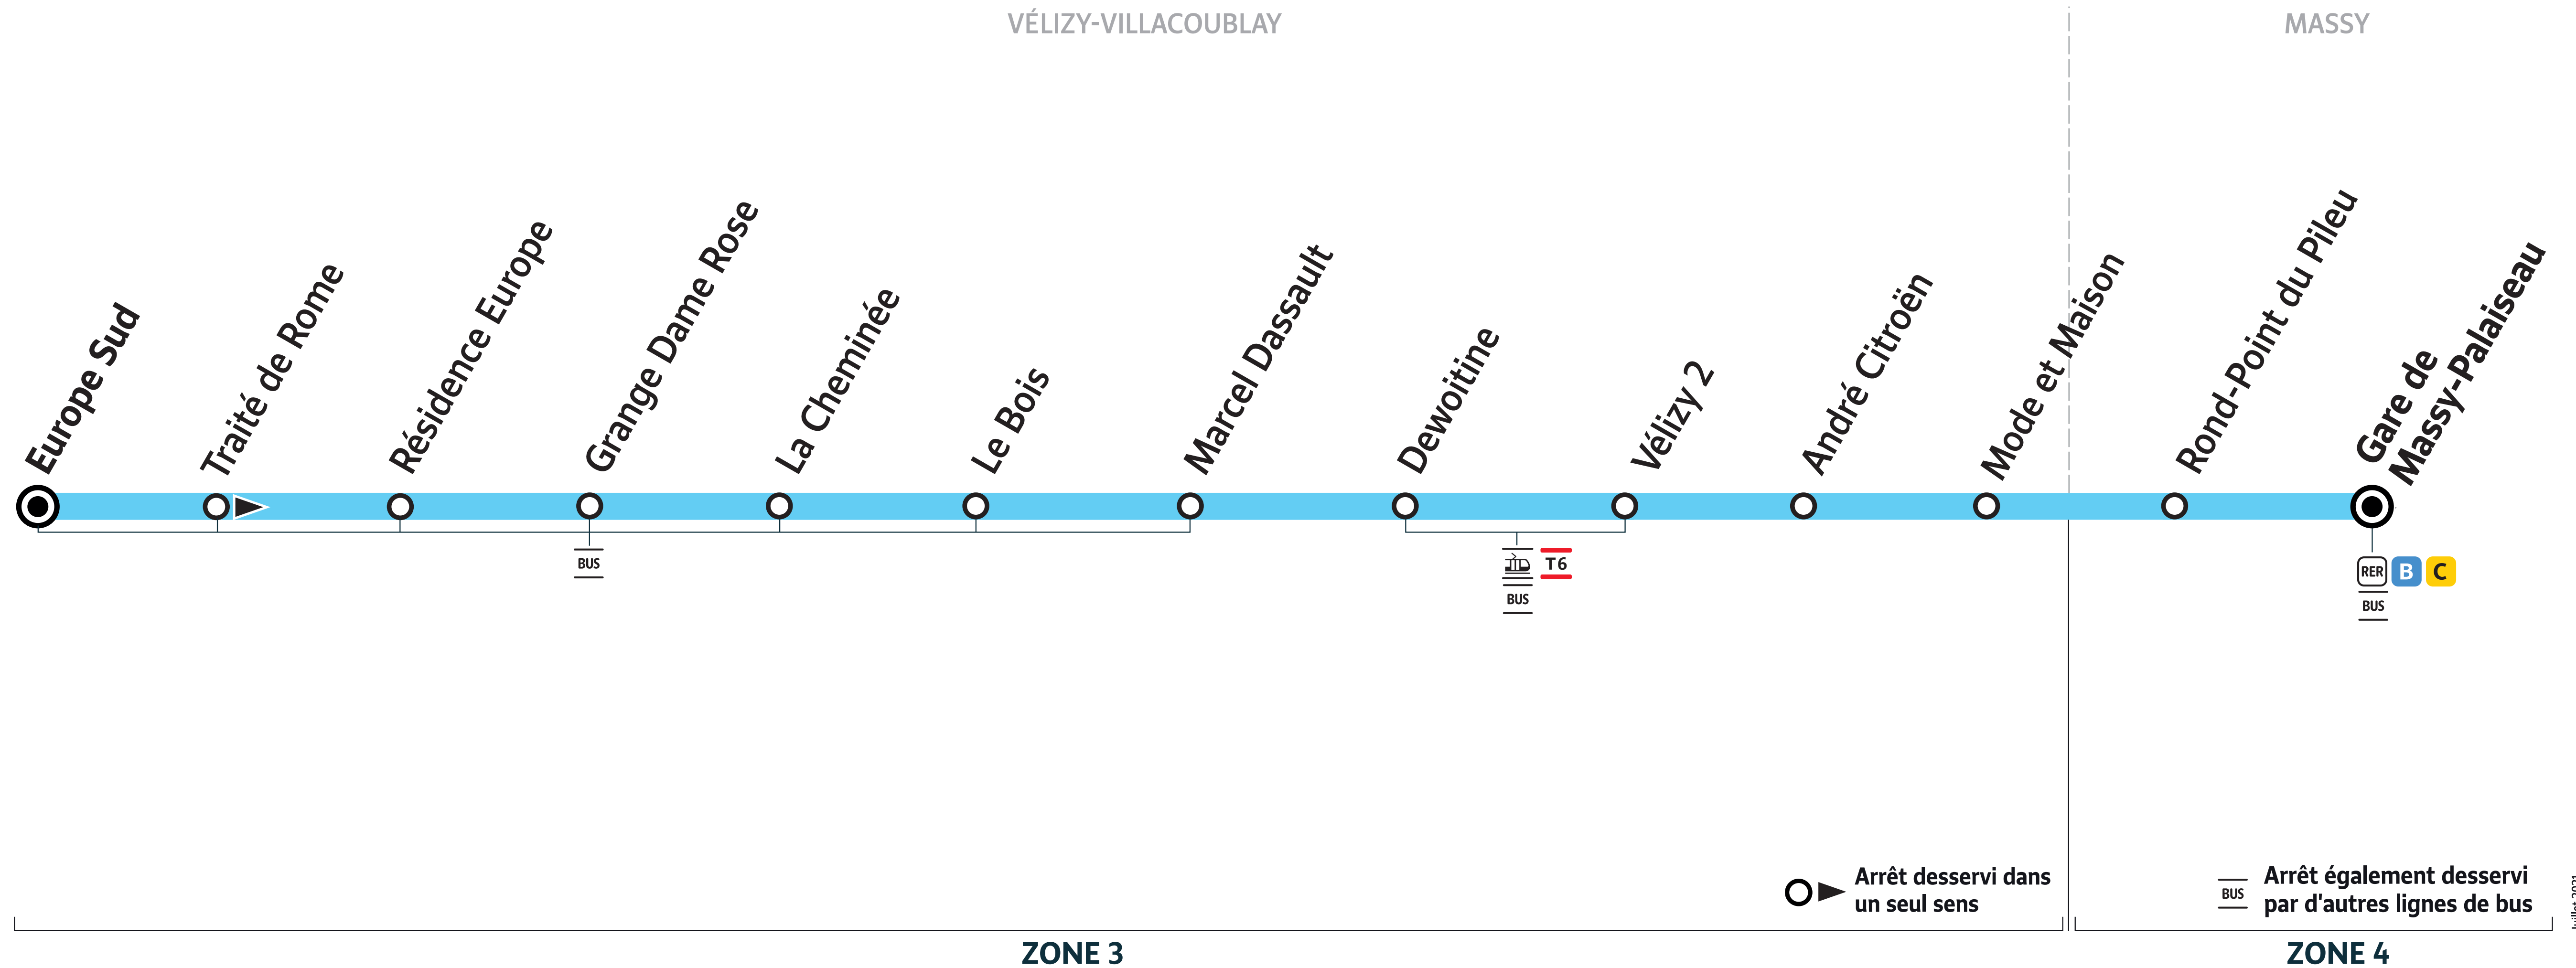 VÉLIZY-VILLACOUBLAY
MASSY
Europe Sud
Traité de Rome
Résidence Europe
Grange Dame Rose
La Cheminée
Le Bois
Marcel Dassault
Dewoitine
Vélizy 2
André Citroën
Mode et Maison
Rond-Point du Pileu
Gare de
Massy-Palaiseau
BUS
T6
BUS
RER B C
BUS
Arrêt desservi dans
un seul sens
BUS
Arrêt également desservi
par d'autres lignes de bus
ZONE 3
ZONE 4